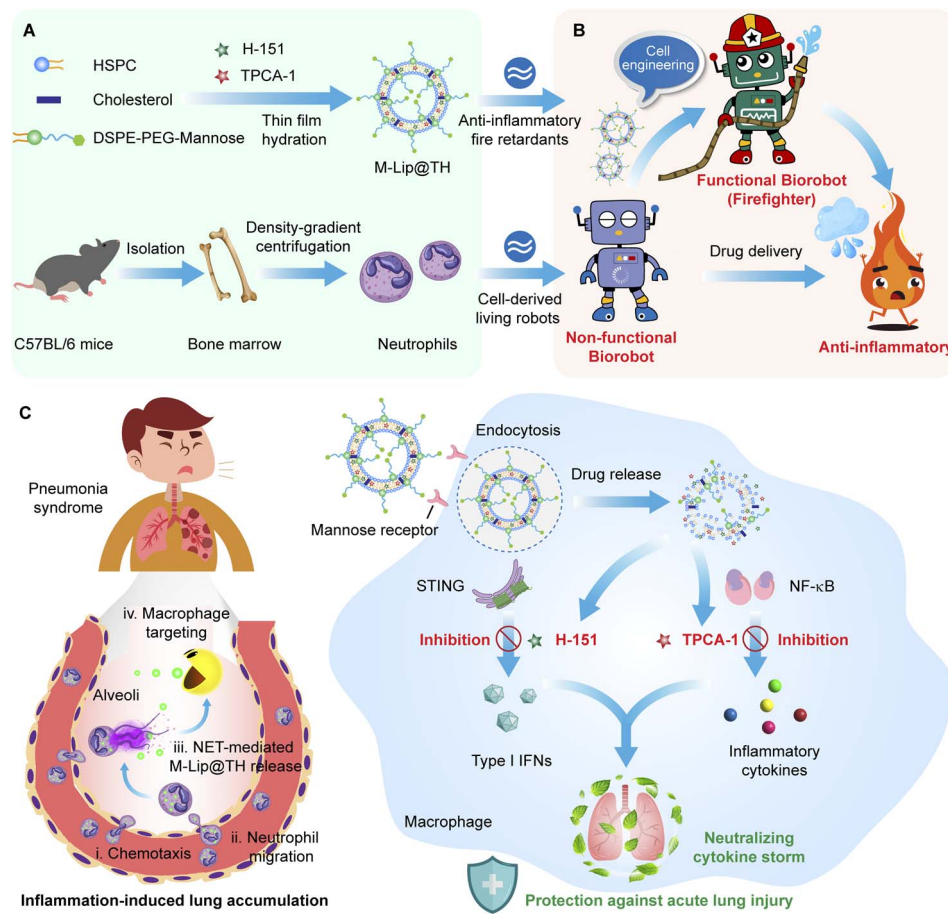 A
H-151
TPCA-1
HSPC
Cholesterol
DSPE-PEG-Mannose
Thin film
hydration
M-Lip@TH
Anti-inflammatory
fire retardants
Isolation
Density-gradient
centrifugation
Cell-derived
living robots
C57BL/6 mice
Bone marrow
Neutrophils
B
Cell
engineering
Functional Biorobot
(Firefighter)
Drug delivery
Non-functional
Biorobot
Anti-inflammatory
C
Pneumonia
syndrome
iv. Macrophage
targeting
Alveoli
iii. NET-mediated
M-Lip@TH release
ii. Neutrophil
migration
i. Chemotaxis
Inflammation-induced lung accumulation
Endocytosis
Drug release
Mannose receptor
STING
NF-κB
Inhibition
H-151
TPCA-1
Inhibition
Type I IFNs
Inflammatory
cytokines
Macrophage
Neutralizing
cytokine storm
Protection against acute lung injury